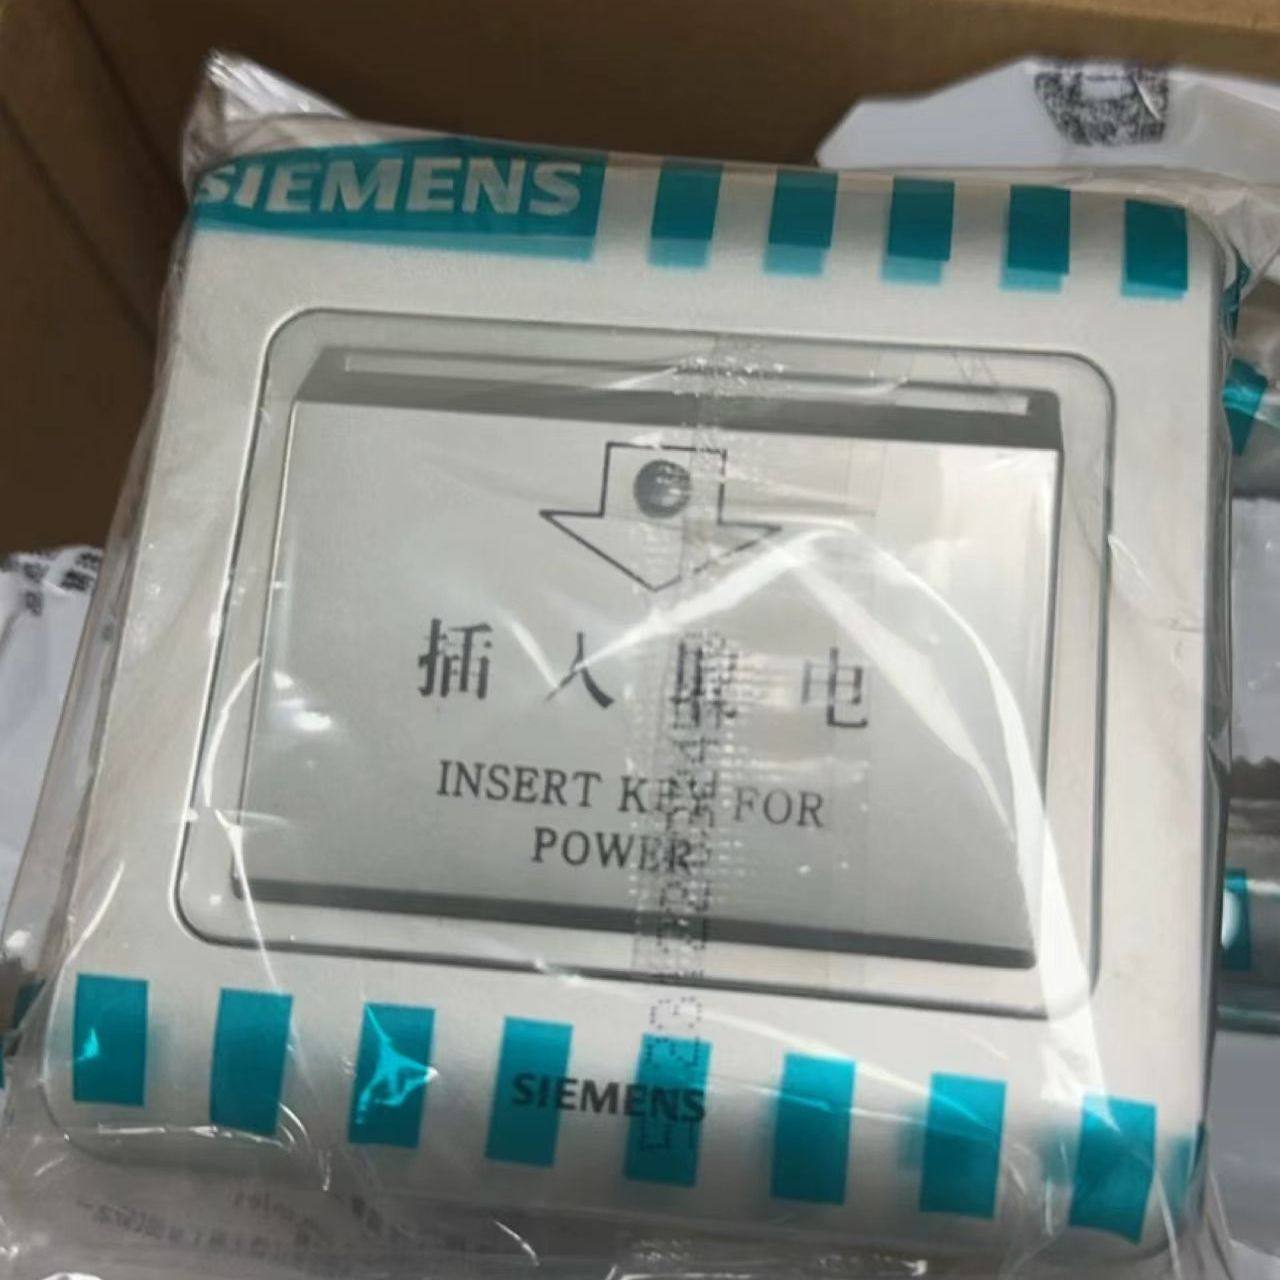 SIEMENS
插入取电
INSERT KEY FOR
POWER
SIEMENS